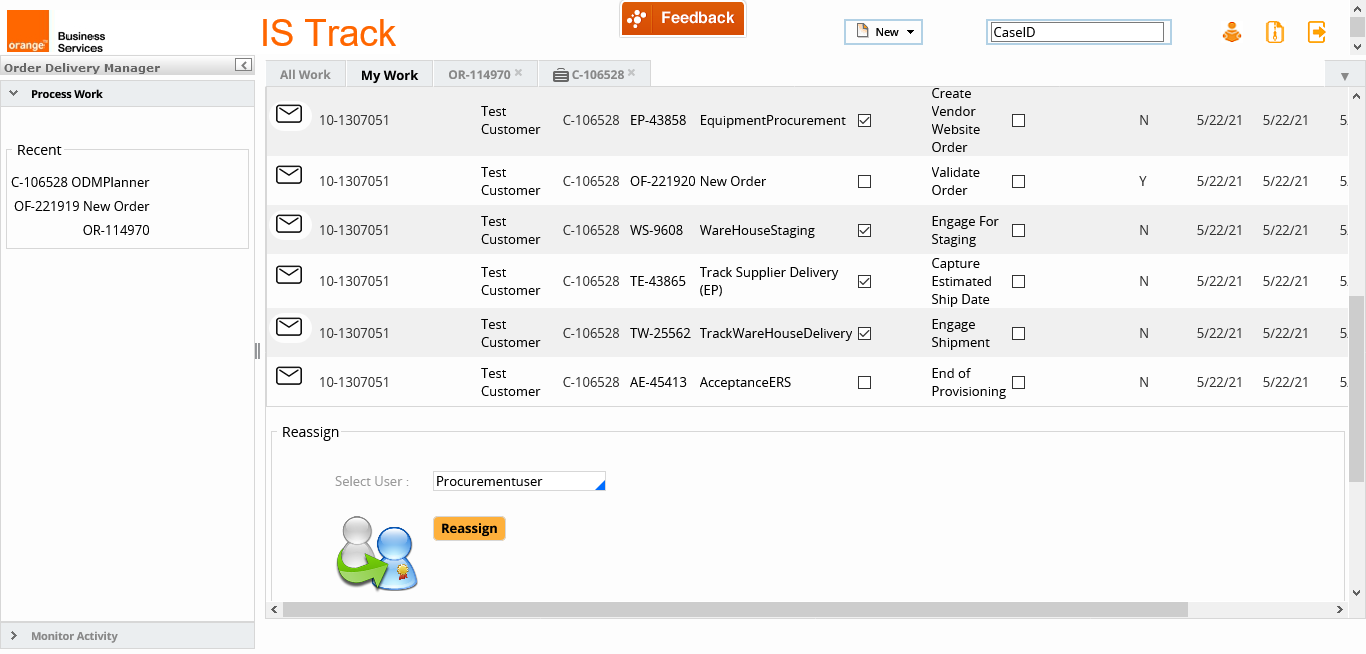 orange™
Business
Services
IS Track
Feedback
New
CaseID
Order Delivery Manager
Process Work
Recent
C-106528 ODMPlanner
OF-221919 New Order
OR-114970
Monitor Activity
All Work
My Work
OR-114970
C-106528
10-1307051 Test Customer C-106528 EP-43858 EquipmentProcurement Create Vendor Website Order N 5/22/21 5/22/21 5
10-1307051 Test Customer C-106528 OF-221920 New Order Validate Order Y 5/22/21 5/22/21 5
10-1307051 Test Customer C-106528 WS-9608 WareHouseStaging Engage For Staging N 5/22/21 5/22/21 5
10-1307051 Test Customer C-106528 TE-43865 Track Supplier Delivery (EP) Capture Estimated Ship Date N 5/22/21 5/22/21 5
10-1307051 Test Customer C-106528 TW-25562 TrackWareHouseDelivery Engage Shipment N 5/22/21 5/22/21 5
10-1307051 Test Customer C-106528 AE-45413 AcceptanceERS End of Provisioning N 5/22/21 5/22/21 5
Reassign
Select User :
Procurementuser
Reassign